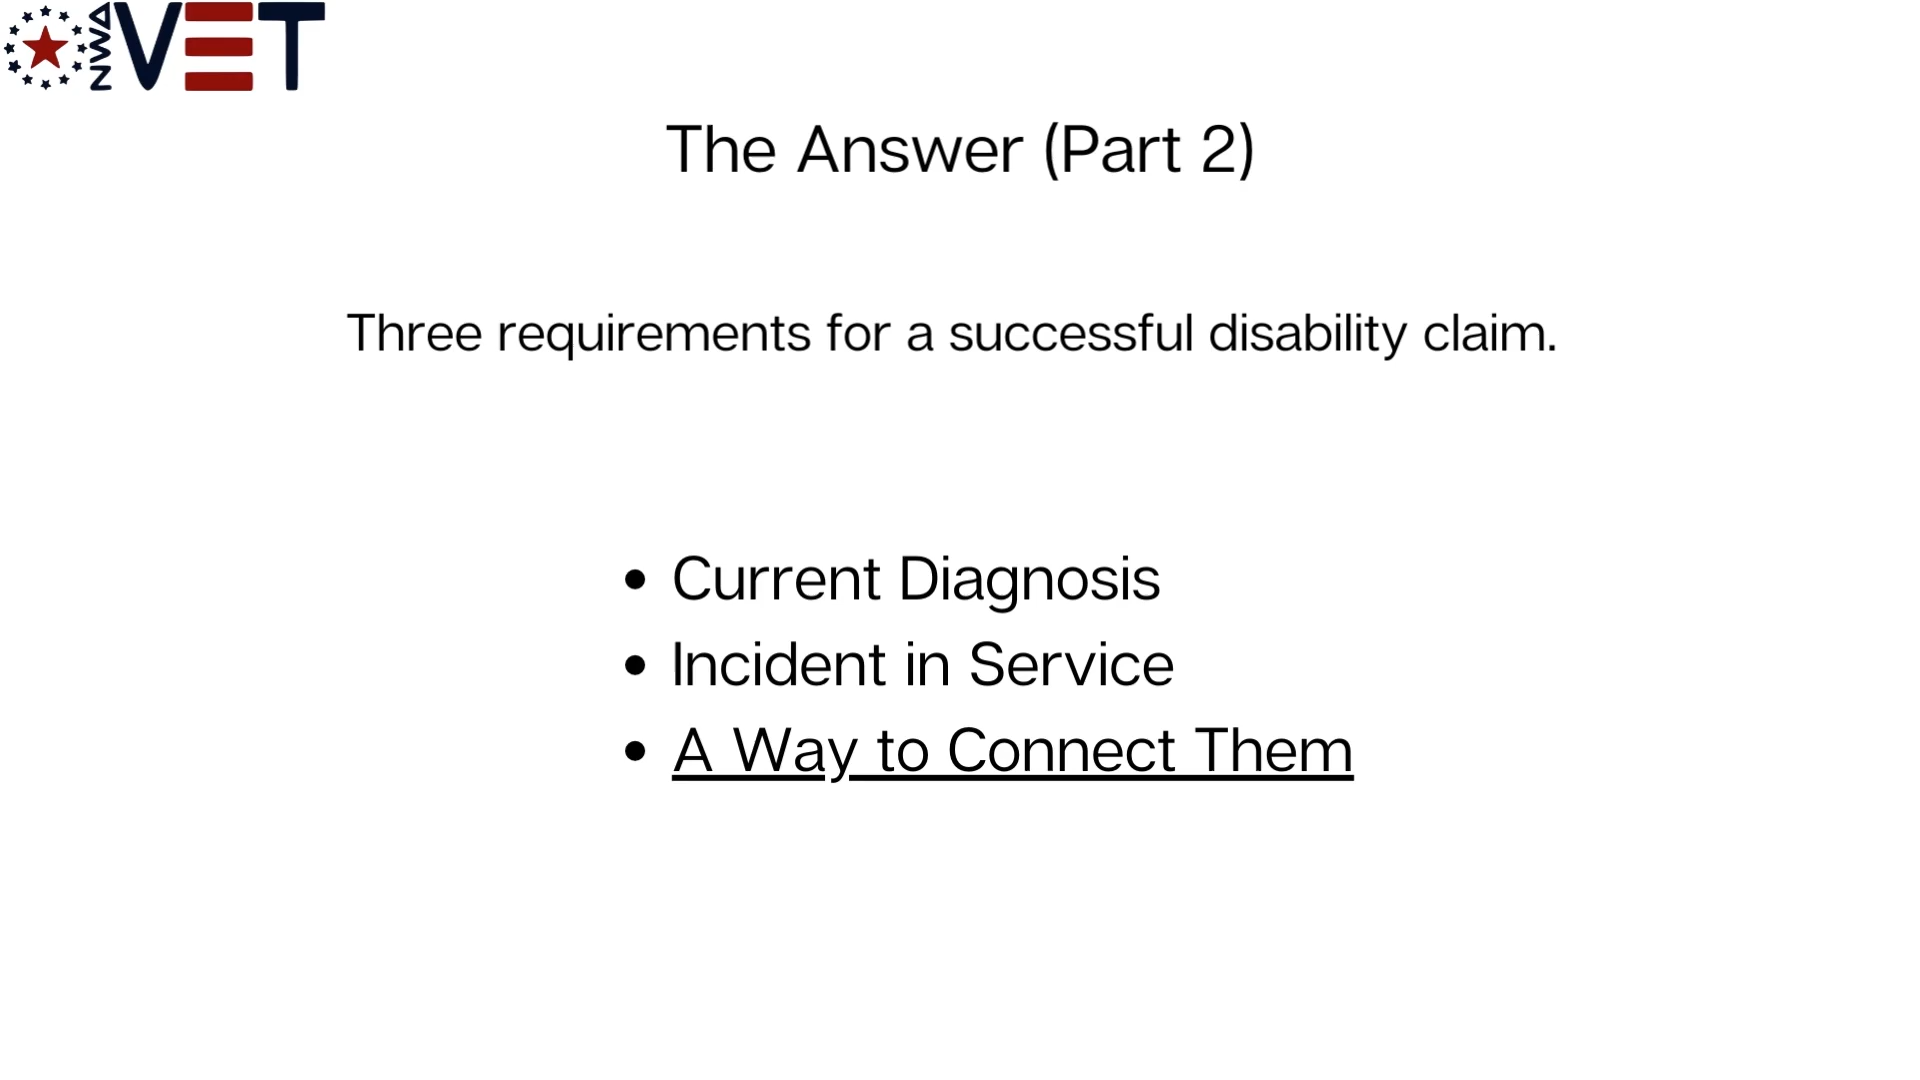 NWA VET
The Answer (Part 2)
Three requirements for a successful disability claim.
• Current Diagnosis
• Incident in Service
• A Way to Connect Them